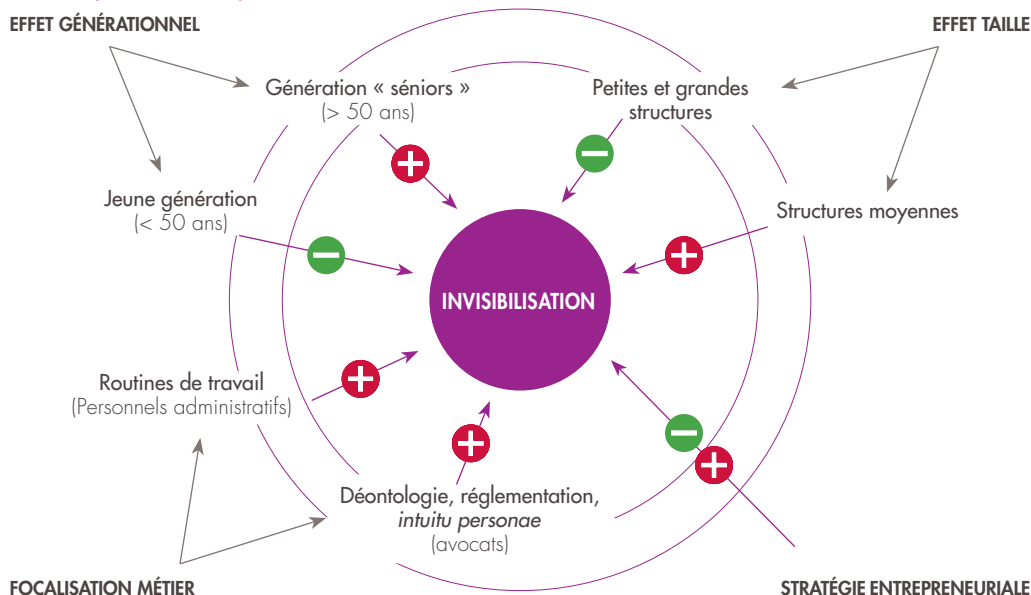 EFFET GÉNÉRATIONNEL
EFFET TAILLE
Génération « séniors »
(> 50 ans)
Petites et grandes
structures
Jeune génération
(< 50 ans)
Structures moyennes
INVISIBILISATION
Routines de travail
(Personnels administratifs)
Déontologie, réglementation,
intuitu personae
(avocats)
FOCALISATION MÉTIER
STRATÉGIE ENTREPRENEURIALE